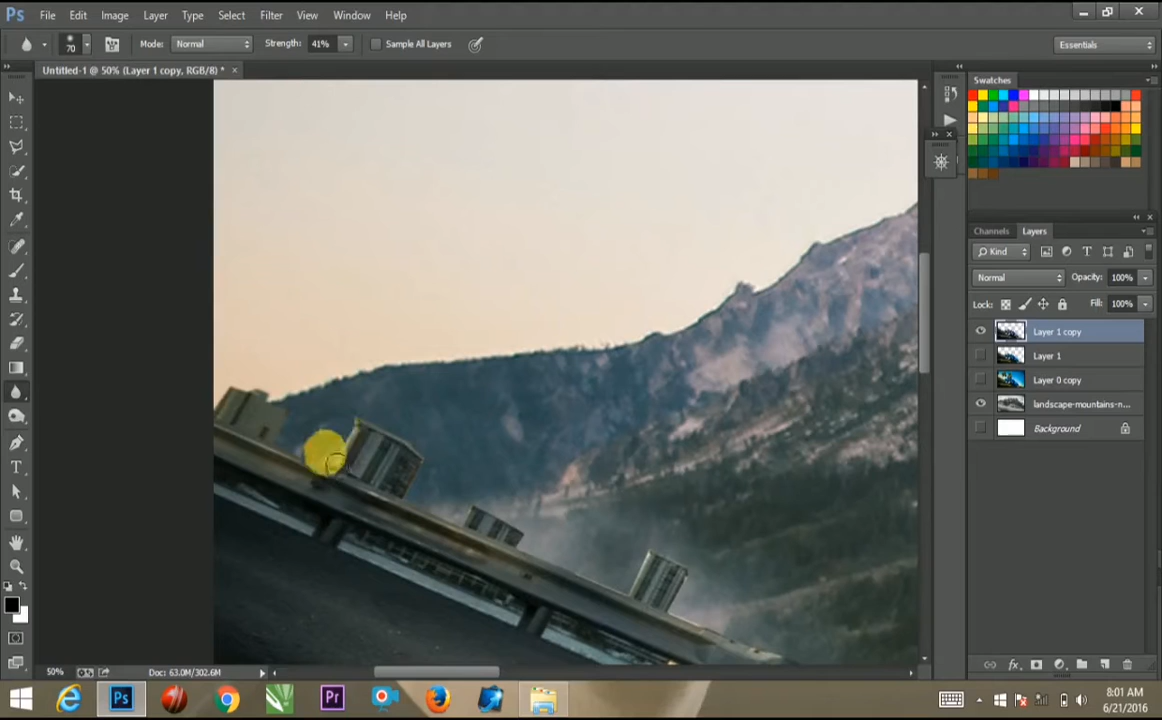 Ps File Edit Image Layer Type Select Filter View Window Help
70 Mode: Normal Strength: 41% Sample All Layers Essentials
Untitled-1 @ 50% (Layer 1 copy, RGB/8) * ×
Swatches
Channels Layers
Kind T
Normal Opacity: 100%
Lock: Fill: 100%
Layer 1 copy
Layer 1
Layer 0 copy
landscape-mountains-n...
Background
T
fx
50% Doc: 63.0M/302.6M
Ps Pr 8:01 AM
6/21/2016